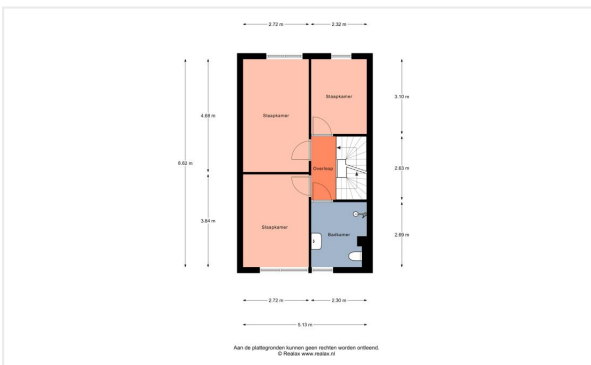 2.72 m
2.32 m
Slaapkamer
Slaapkamer
4.68 m
3.10 m
8.62 m
Overloop
2.63 m
Slaapkamer
Badkamer
3.84 m
2.69 m
2.72 m
2.30 m
5.13 m
Aan de plattegronden kunnen geen rechten worden ontleend.
© Realax www.realax.nl